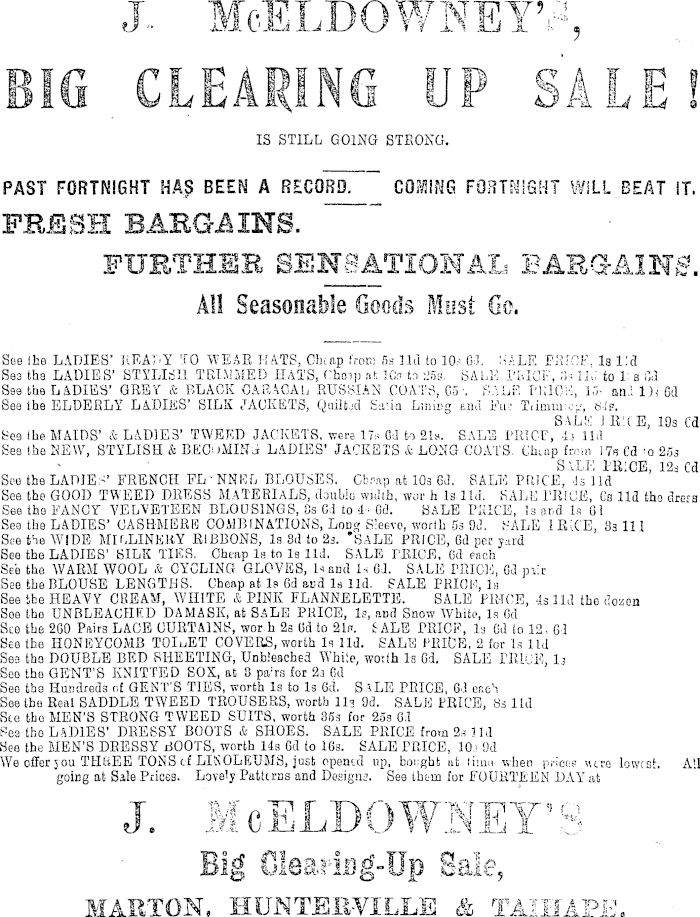 J. McELDOWNEY'S,
BIG CLEARING UP SALE!
IS STILL GOING STRONG.
PAST FORTNIGHT HAS BEEN A RECORD. COMING FORTNIGHT WILL BEAT IT.
FRESH BARGAINS.
FURTHER SENSATIONAL BARGAINS.
All Seasonable Goods Must Go.
See the LADIES' READY TO WEAR HATS, Cheap from 5s 11d to 10s 6d. SALE PRICE, 1s 11d
See the LADIES' STYLISH TRIMMED HATS, Cheap at 16s to 25s. SALE PRICE, 3s 11d to
See the LADIES' GREY & BLACK CARACAL RUSSIAN COATS, 65s. SALE PRICE, 15s and
See the ELDERLY LADIES' SILK JACKETS, Quilted Satin Lining and Fur Trimming, 84s.
SALE PRICE, 19s 6d
See the MAIDS' & LADIES' TWEED JACKETS, were 17s 6d to 21s. SALE PRICE, 4s 11d
See the NEW, STYLISH & BECOMING LADIES' JACKETS & LONG COATS. Cheap from 17s 6d to 25s
SALE PRICE, 12s 6d
See the LADIES' FRENCH FLANNEL BLOUSES. Cheap at 10s 6d. SALE PRICE, 4s 11d
See the GOOD TWEED DRESS MATERIALS, double width, worth 1s 11d. SALE PRICE, 6s 11d the dress
See the FANCY VELVETEEN BLOUSINGS, 3s 6d to 4s 6d. SALE PRICE, 1s and 1s 6d
See the LADIES' CASHMERE COMBINATIONS, Long Sleeve, worth 5s 9d. SALE PRICE, 3s 11d
See the WIDE MILLINERY RIBBONS, 1s 3d to 2s. SALE PRICE, 6d per yard
See the LADIES' SILK TIES. Cheap 1s to 1s 11d. SALE PRICE, 6d each
See the WARM WOOL & CYCLING GLOVES, 1s and 1s 6d. SALE PRICE, 6d pair
See the BLOUSE LENGTHS. Cheap at 1s 6d and 1s 11d. SALE PRICE, 1s
See the HEAVY CREAM, WHITE & PINK FLANNELETTE. SALE PRICE, 4s 11d the dozen
See the UNBLEACHED DAMASK, at SALE PRICE, 1s, and Snow White, 1s 6d
See the 260 Pairs LACE CURTAINS, worth 2s 6d to 21s. SALE PRICE, 1s 6d to 12s 6d
See the HONEYCOMB TOILET COVERS, worth 1s 11d. SALE PRICE, 2 for 1s 11d
See the DOUBLE BED SHEETING, Unbleached White, worth 1s 6d. SALE PRICE, 1s
See the GENT'S KNITTED SOX, at 3 pairs for 2s 6d
See the Hundreds of GENT'S TIES, worth 1s to 1s 6d. SALE PRICE, 6d each
See the Real SADDLE TWEED TROUSERS, worth 11s 9d. SALE PRICE, 8s 11d
See the MEN'S STRONG TWEED SUITS, worth 35s for 25s 6d
See the LADIES' DRESSY BOOTS & SHOES. SALE PRICE from 2s 11d
See the MEN'S DRESSY BOOTS, worth 14s 6d to 16s. SALE PRICE, 10s 9d
We offer you THREE TONS of LINOLEUMS, just opened up, bought at time when prices were lowest. All
going at Sale Prices. Lovely Patterns and Designs. See them for FOURTEEN DAY at
J. McELDOWNEY'S
Big Clearing-Up Sale,
MARTON, HUNTERVILLE & TAIHAPE.